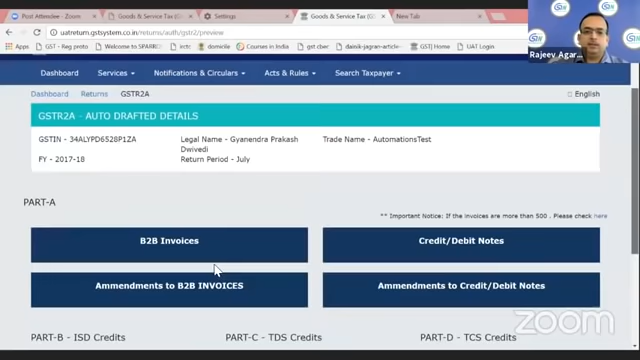 Post Attendee - Zoom
Goods & Service Tax (
Settings
Goods & Service Tax (
New Tab
uatreturn.gstsystem.co.in/returns/auth/gstr2/preview
Apps
GST - Reg proto
Welcome to SPARRE
irctc
dominoks
Courses in India
gst cber
dainik-jagran-article-
GST| Home
UAT Login
Rajeev Agar...
Dashboard
Services
Notifications & Circulars
Acts & Rules
Search Taxpayer
Dashboard
Returns
GSTR2A
English
GSTR2A - AUTO DRAFTED DETAILS
GSTIN - 34ALYPD6528P1ZA
Legal Name - Gyanendra Prakash
Dwivedi
Trade Name - AutomationsTest
FY - 2017-18
Return Period - July
PART-A
** Important Notice: If the invoices are more than 500 , Please check here
B2B Invoices
Credit/Debit Notes
Ammendments to B2B INVOICES
Ammendments to Credit/Debit Notes
PART-B - ISD Credits
PART-C - TDS Credits
PART-D - TCS Credits
zoom